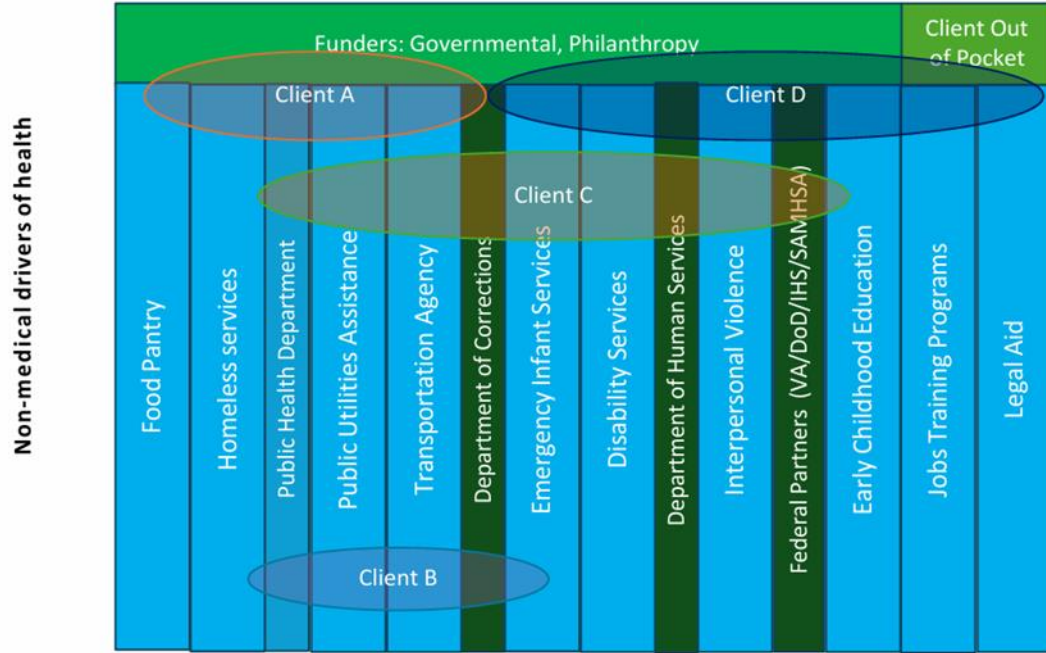 Non-medical drivers of health
Funders: Governmental, Philanthropy
Client Out
of Pocket
Client A
Client D
Client C
Client B
Food Pantry
Homeless services
Public Health Department
Public Utilities Assistance
Transportation Agency
Department of Corrections
Emergency Infant Services
Disability Services
Department of Human Services
Interpersonal Violence
Federal Partners (VA/DoD/IHS/SAMHSA)
Early Childhood Education
Jobs Training Programs
Legal Aid